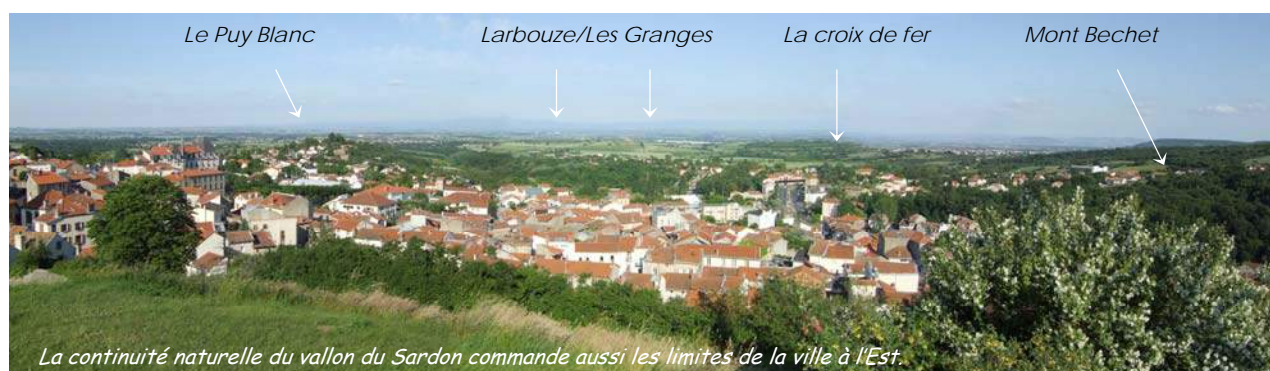 Le Puy Blanc Larbouze/Les Granges La croix de fer Mont Bechet
La continuité naturelle du vallon du Sardon commande aussi les limites de la ville à l'Est.